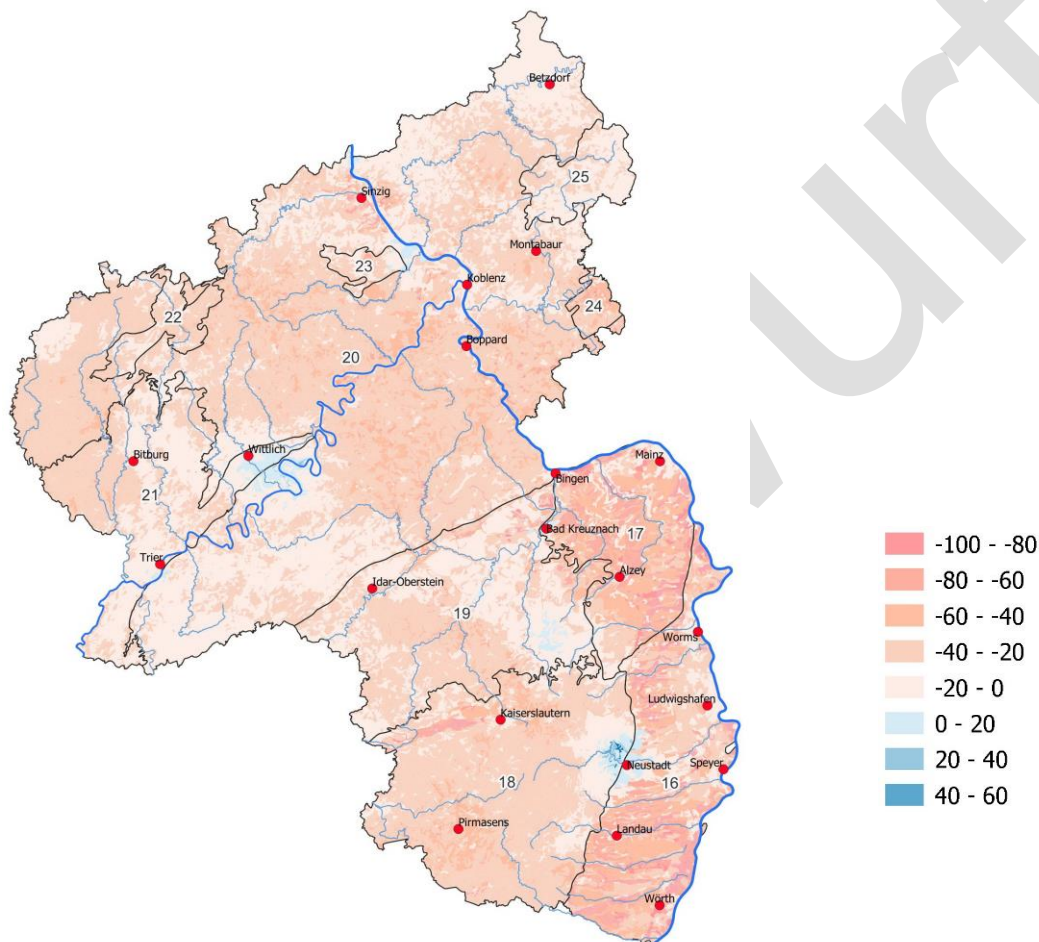 Betzdorf
25
Sinzig
Montabaur
23
Koblenz
24
22
Boppard
20
Wittlich
Bitburg
Mainz
Bingen
21
Bad Kreuznach
17
Trier
Alzey
Idar-Oberstein
19
Worms
Ludwigshafen
Kaiserslautern
Neustadt
Speyer
18
16
Pirmasens
Landau
Wörth
-100 - -80
-80 - -60
-60 - -40
-40 - -20
-20 - 0
0 - 20
20 - 40
40 - 60